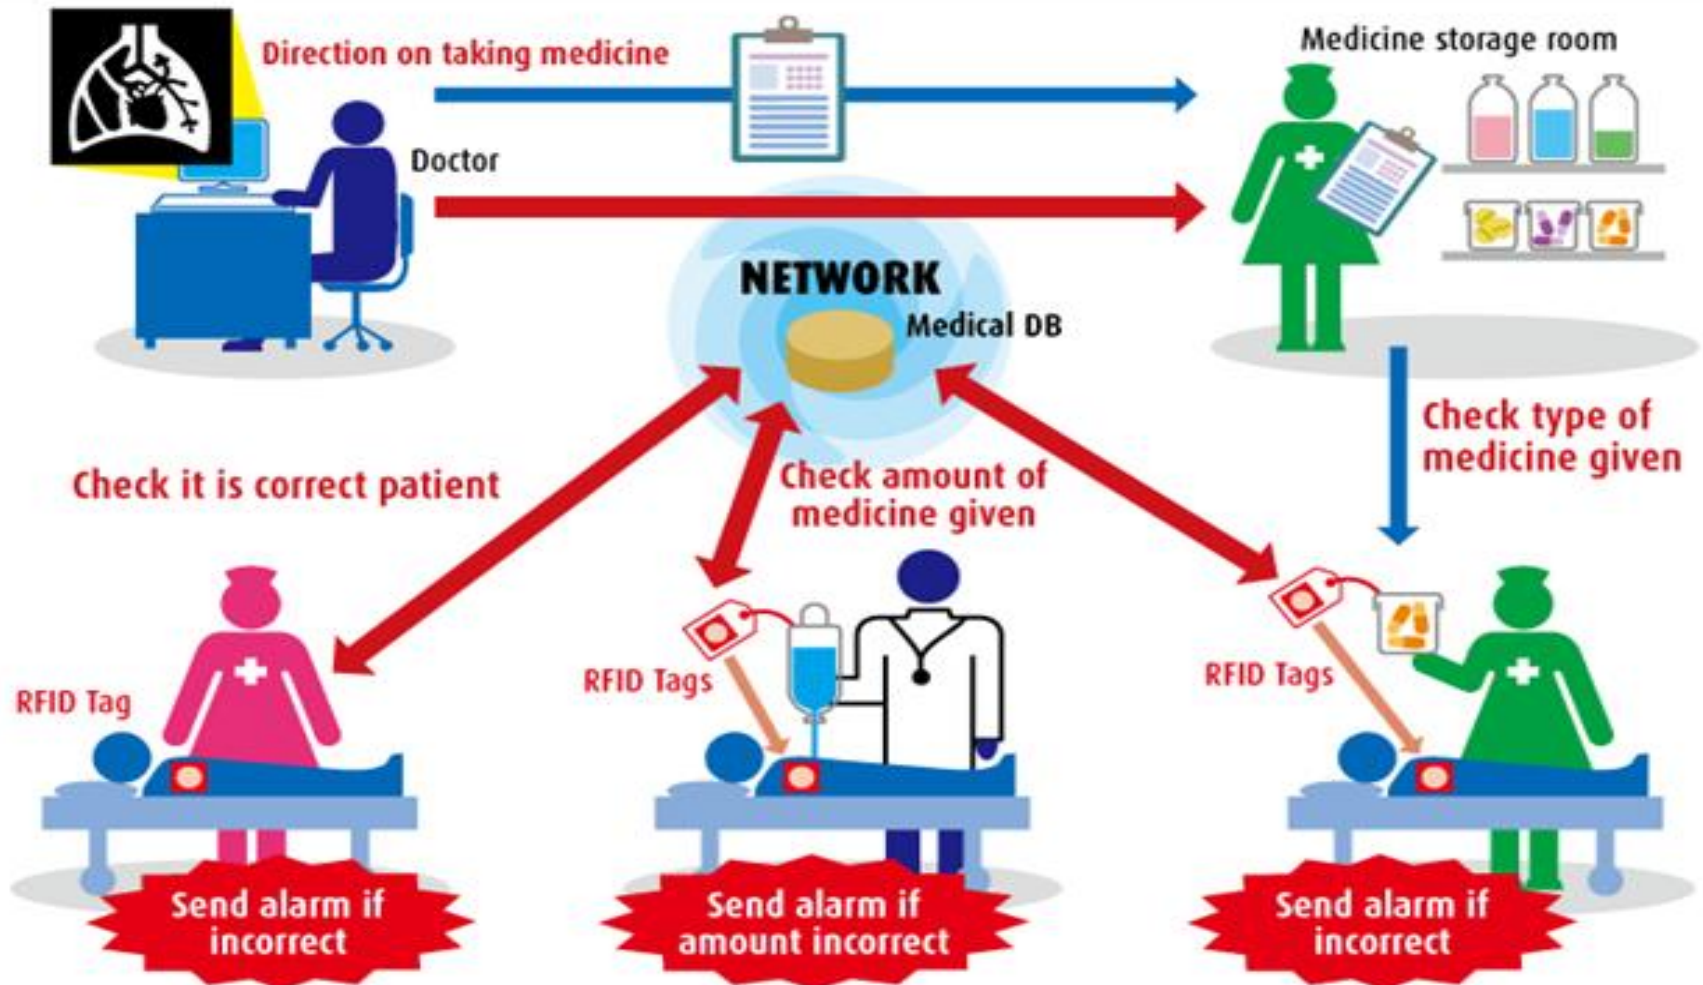 Direction on taking medicine
Medicine storage room
Doctor
NETWORK
Medical DB
Check type of
medicine given
Check it is correct patient
Check amount of
medicine given
RFID Tag
RFID Tags
RFID Tags
Send alarm if
incorrect
Send alarm if
amount incorrect
Send alarm if
incorrect